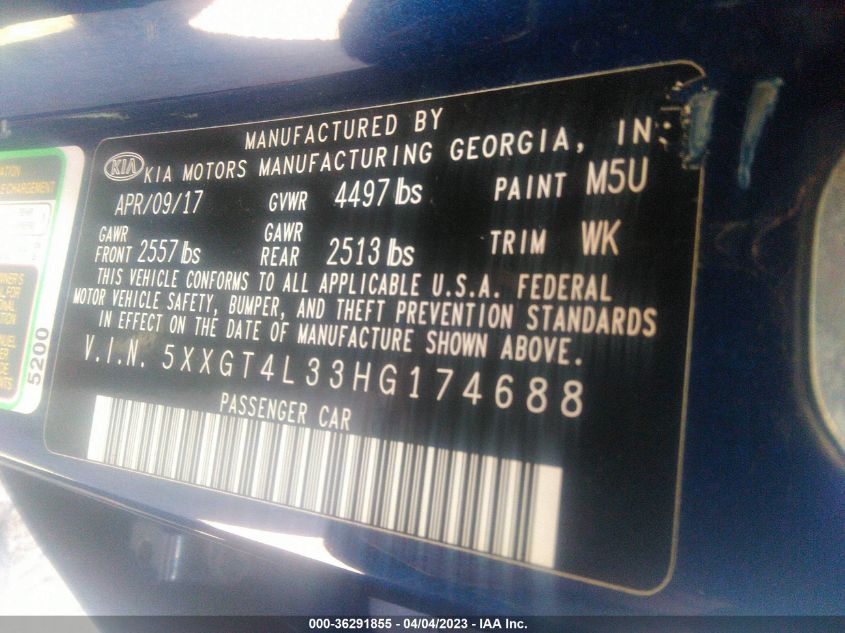 MANUFACTURED BY
KIA KIA MOTORS MANUFACTURING GEORGIA, IN
APR/09/17 GVWR 4497 lbs PAINT M5U
GAWR FRONT 2557 lbs GAWR REAR 2513 lbs TRIM WK
THIS VEHICLE CONFORMS TO ALL APPLICABLE U.S.A. FEDERAL
MOTOR VEHICLE SAFETY, BUMPER, AND THEFT PREVENTION STANDARDS
IN EFFECT ON THE DATE OF MANUFACTURE SHOWN ABOVE.
V.I.N. 5XXGT4L33HG174688
PASSENGER CAR
5200
000-36291855 - 04/04/2023 - IAA Inc.